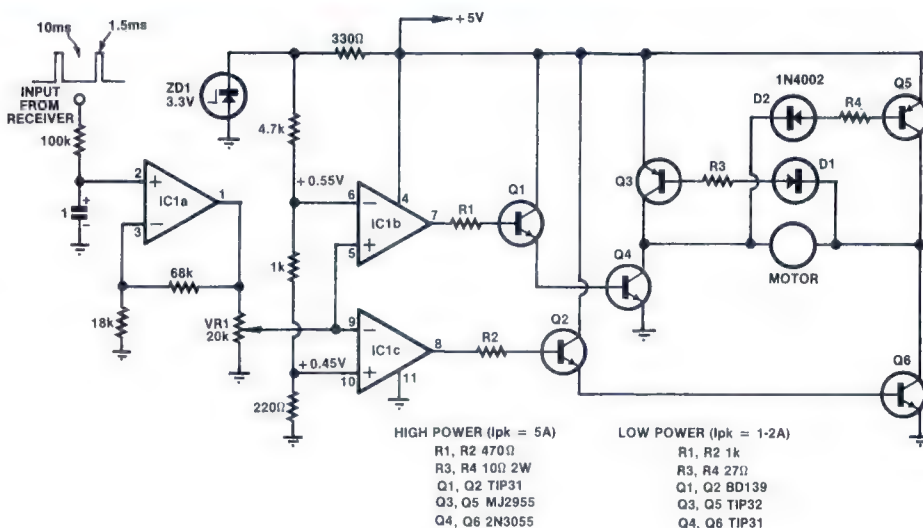 +5V
10ms
1.5ms
330Ω
INPUT
FROM
RECEIVER
ZD1
3.3V
1N4002
D2
R4
Q5
100k
4.7k
+0.55V
Q1
Q3
R3
D1
2
+
IC1a
1
6
−
IC1b
4
7
R1
1
+
−
3
−
5
+
68k
1k
Q4
MOTOR
18k
VR1
20k
9
−
IC1c
8
R2
Q2
+0.45V
10
+
11
Q6
220Ω
HIGH POWER (Ipk = 5A)
R1, R2 470Ω
R3, R4 10Ω 2W
Q1, Q2 TIP31
Q3, Q5 MJ2955
Q4, Q6 2N3055
LOW POWER (Ipk = 1-2A)
R1, R2 1k
R3, R4 27Ω
Q1, Q2 BD139
Q3, Q5 TIP32
Q4, Q6 TIP31